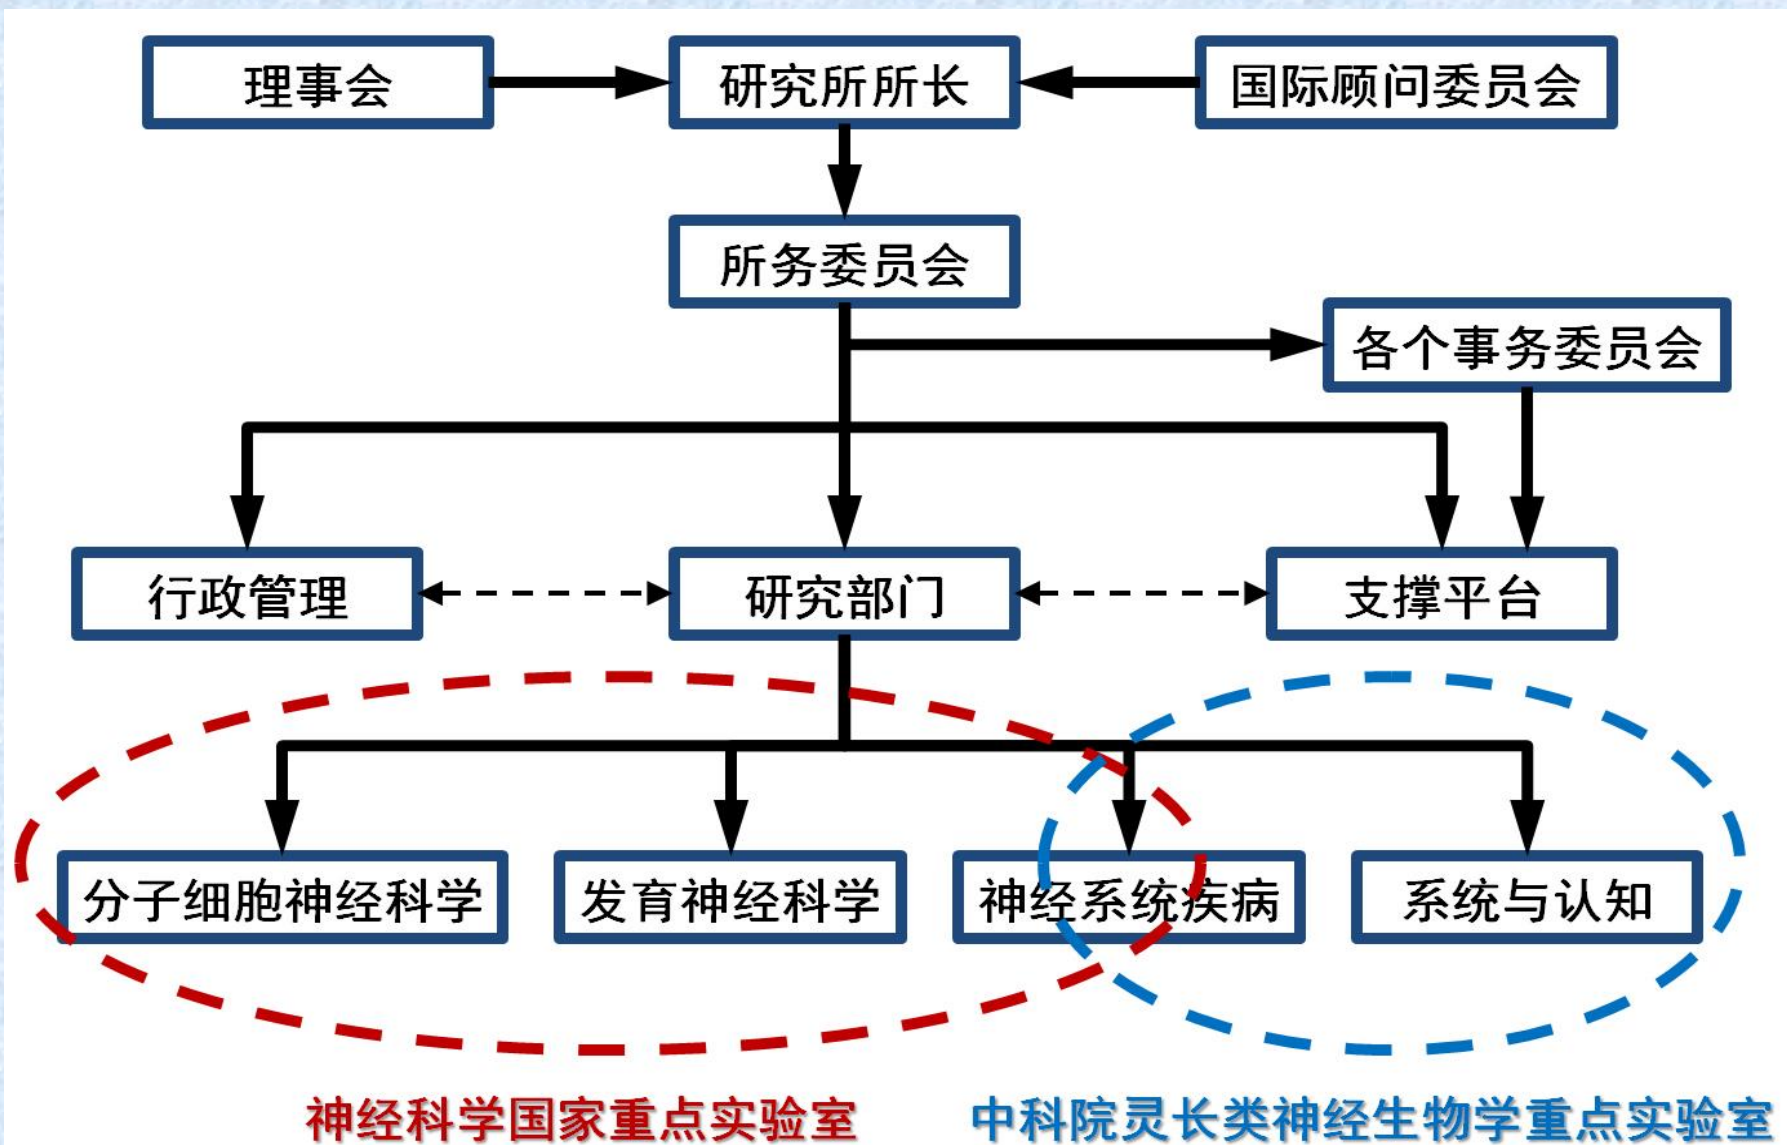 理事会
研究所所长
国际顾问委员会
所务委员会
各个事务委员会
行政管理
研究部门
支撑平台
分子细胞神经科学
发育神经科学
神经系统疾病
系统与认知
神经科学国家重点实验室
中科院灵长类神经生物学重点实验室